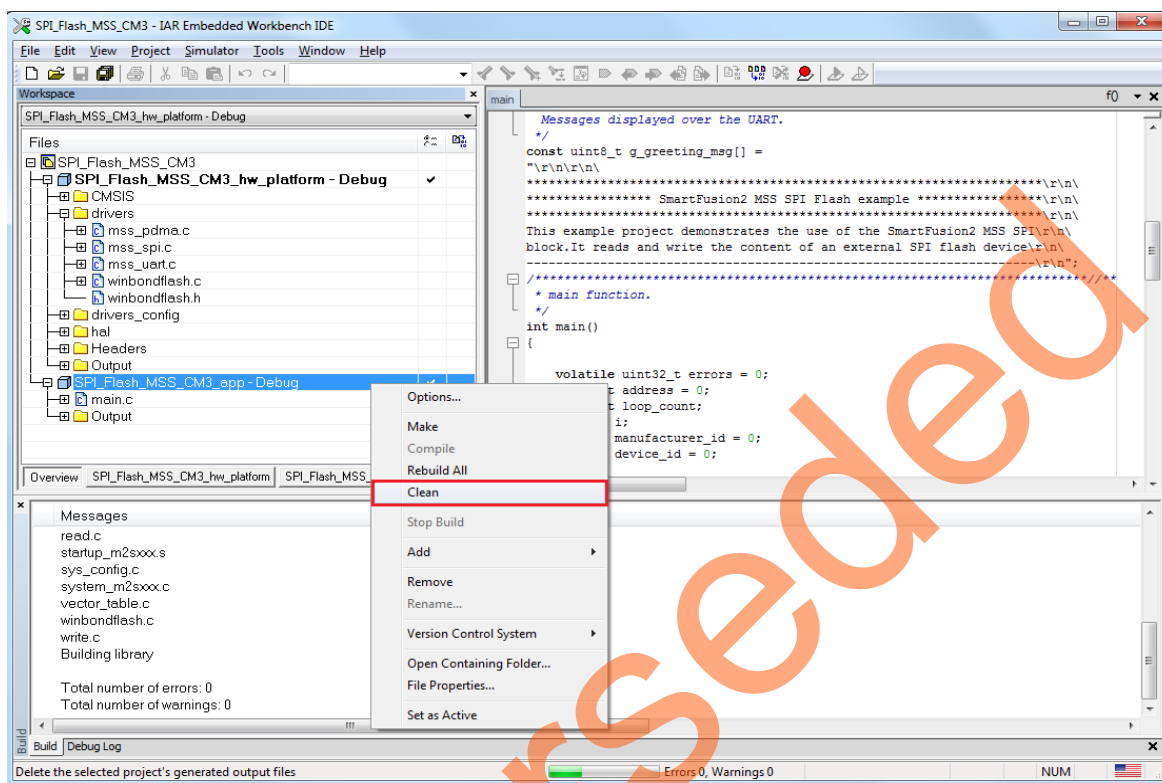 SPI_Flash_MSS_CM3 - IAR Embedded Workbench IDE
File Edit View Project Simulator Tools Window Help
Workspace
SPI_Flash_MSS_CM3_hw_platform - Debug
Files
SPI_Flash_MSS_CM3
SPI_Flash_MSS_CM3_hw_platform - Debug
CMSIS
drivers
mss_pdma.c
mss_spi.c
mss_uart.c
winbondflash.c
winbondflash.h
drivers_config
hal
Headers
Output
SPI_Flash_MSS_CM3_app - Debug
main.c
Output
Overview SPI_Flash_MSS_CM3_hw_platform SPI_Flash_MSS_
main f()
Messages displayed over the UART.
*/
const uint8_t g_greeting_msg[] =
"\r\n\r\n\
**********************************************************************\r\n\
***************** SmartFusion2 MSS SPI Flash example *****************\r\n\
**********************************************************************\r\n\
This example project demonstrates the use of the SmartFusion2 MSS SPI\r\n\
block.It reads and write the content of an external SPI flash device\r\n\
----------------------------------------------------------------------\r\n";
/**************************************************************************//**
* main function.
*/
int main()
{
volatile uint32_t errors = 0;
t address = 0;
t loop_count;
i;
manufacturer_id = 0;
device_id = 0;
Options...
Make
Compile
Rebuild All
Clean
Stop Build
Add
Remove
Rename...
Version Control System
Open Containing Folder...
File Properties...
Set as Active
Messages
read.c
startup_m2sxxx.s
sys_config.c
system_m2sxxx.c
vector_table.c
winbondflash.c
write.c
Building library
Total number of errors: 0
Total number of warnings: 0
Build
Build Debug Log
Delete the selected project's generated output files Errors 0, Warnings 0 NUM
rseded